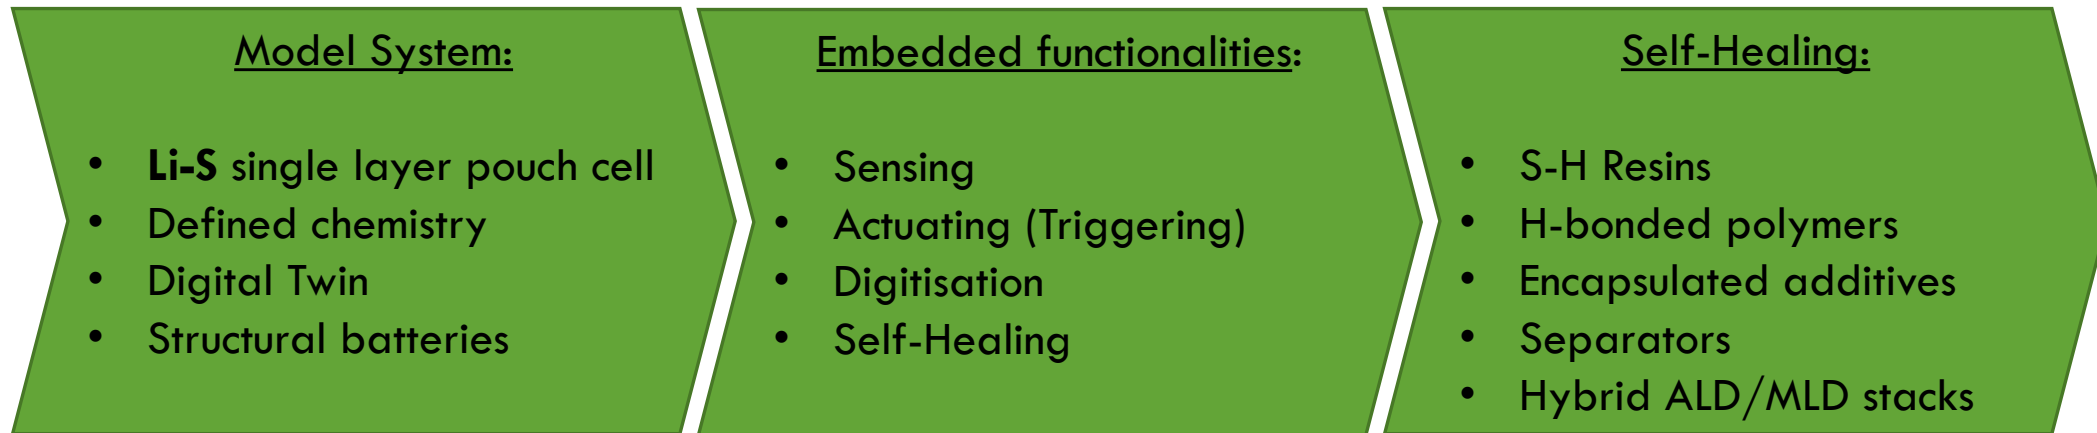 Model System:
• Li-S single layer pouch cell
• Defined chemistry
• Digital Twin
• Structural batteries
Embedded functionalities:
• Sensing
• Actuating (Triggering)
• Digitisation
• Self-Healing
Self-Healing:
• S-H Resins
• H-bonded polymers
• Encapsulated additives
• Separators
• Hybrid ALD/MLD stacks